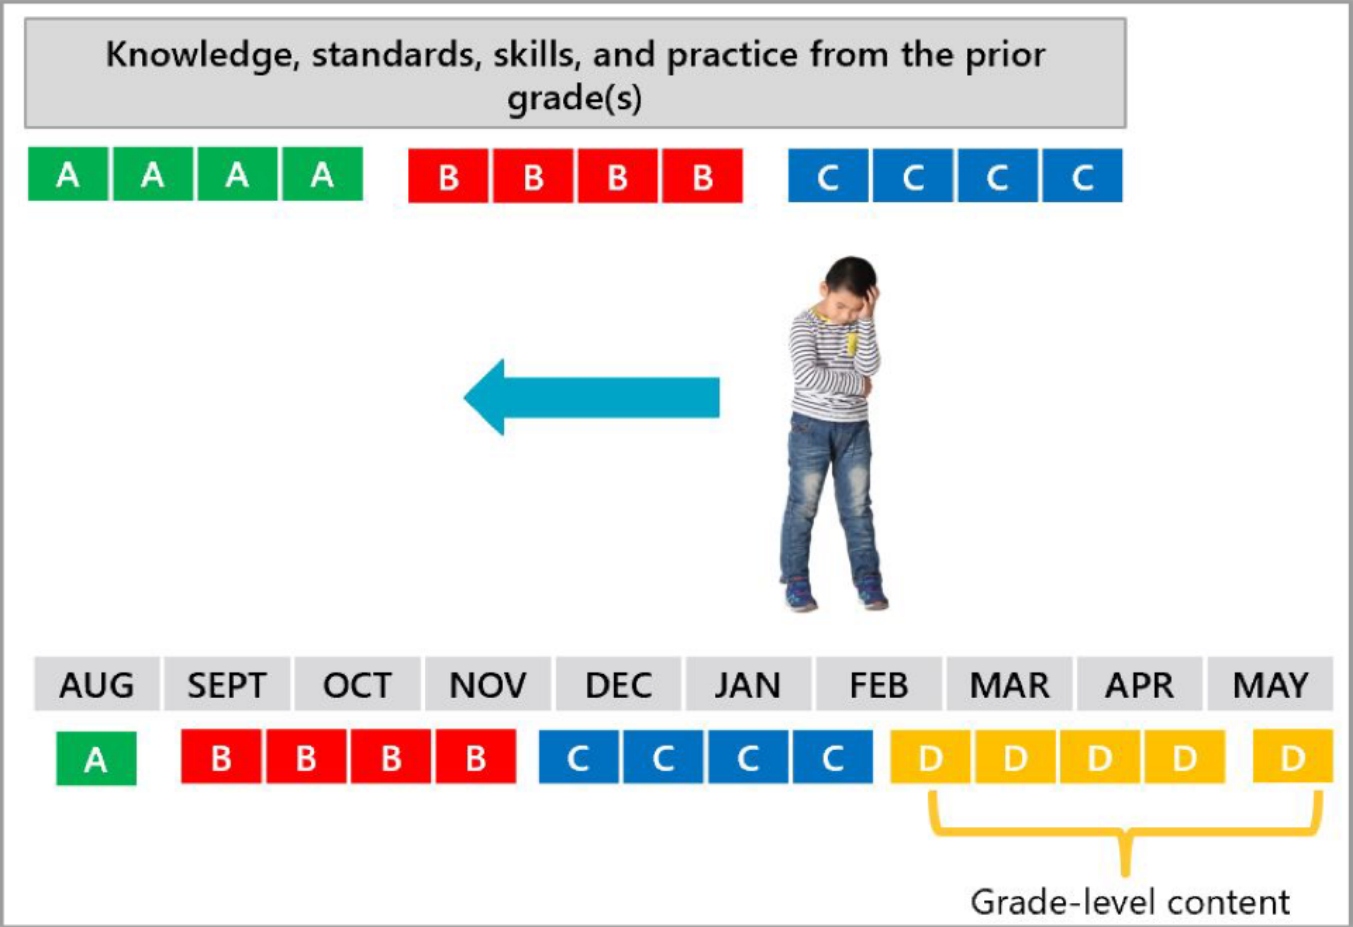 Knowledge, standards, skills, and practice from the prior
grade(s)
A A A A B B B B C C C C
AUG SEPT OCT NOV DEC JAN FEB MAR APR MAY
A B B B B C C C C D D D D D
Grade-level content